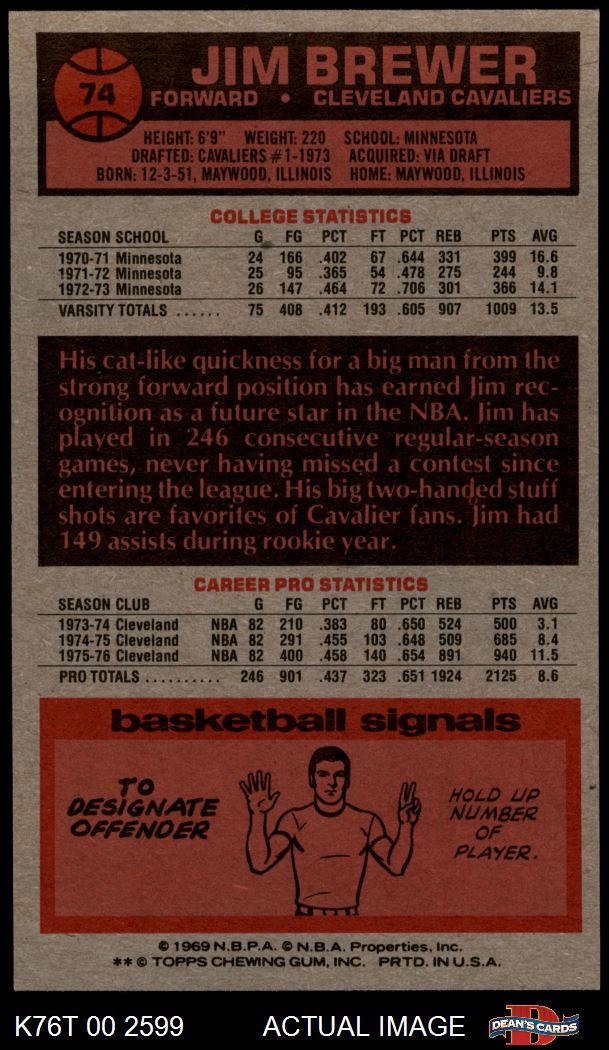 74
JIM BREWER
FORWARD • CLEVELAND CAVALIERS
HEIGHT: 6'9" WEIGHT: 220 SCHOOL: MINNESOTA
DRAFTED: CAVALIERS #1-1973 ACQUIRED: VIA DRAFT
BORN: 12-3-51, MAYWOOD, ILLINOIS HOME: MAYWOOD, ILLINOIS
COLLEGE STATISTICS
SEASON SCHOOL G FG PCT FT PCT REB PTS AVG
1970-71 Minnesota 24 166 .402 67 .644 331 399 16.6
1971-72 Minnesota 25 95 .365 54 .478 275 244 9.8
1972-73 Minnesota 26 147 .464 72 .706 301 366 14.1
VARSITY TOTALS ...... 75 408 .412 193 .605 907 1009 13.5
His cat-like quickness for a big man from the
strong forward position has earned Jim rec-
ognition as a future star in the NBA. Jim has
played in 246 consecutive regular-season
games, never having missed a contest since
entering the league. His big two-handed stuff
shots are favorites of Cavalier fans. Jim had
149 assists during rookie year.
CAREER PRO STATISTICS
SEASON CLUB G FG PCT FT PCT REB PTS AVG
1973-74 Cleveland NBA 82 210 .383 80 .650 524 500 3.1
1974-75 Cleveland NBA 82 291 .455 103 .648 509 685 8.4
1975-76 Cleveland NBA 82 400 .458 140 .654 891 940 11.5
PRO TOTALS .......... 246 901 .437 323 .651 1924 2125 8.6
basketball signals
TO
DESIGNATE
OFFENDER
HOLD UP
NUMBER
OF
PLAYER.
© 1969 N.B.P.A. © N.B.A. Properties, Inc.
** © TOPPS CHEWING GUM, INC. PRTD. IN U.S.A.
K76T 00 2599 ACTUAL IMAGE
D
DEAN'S CARDS